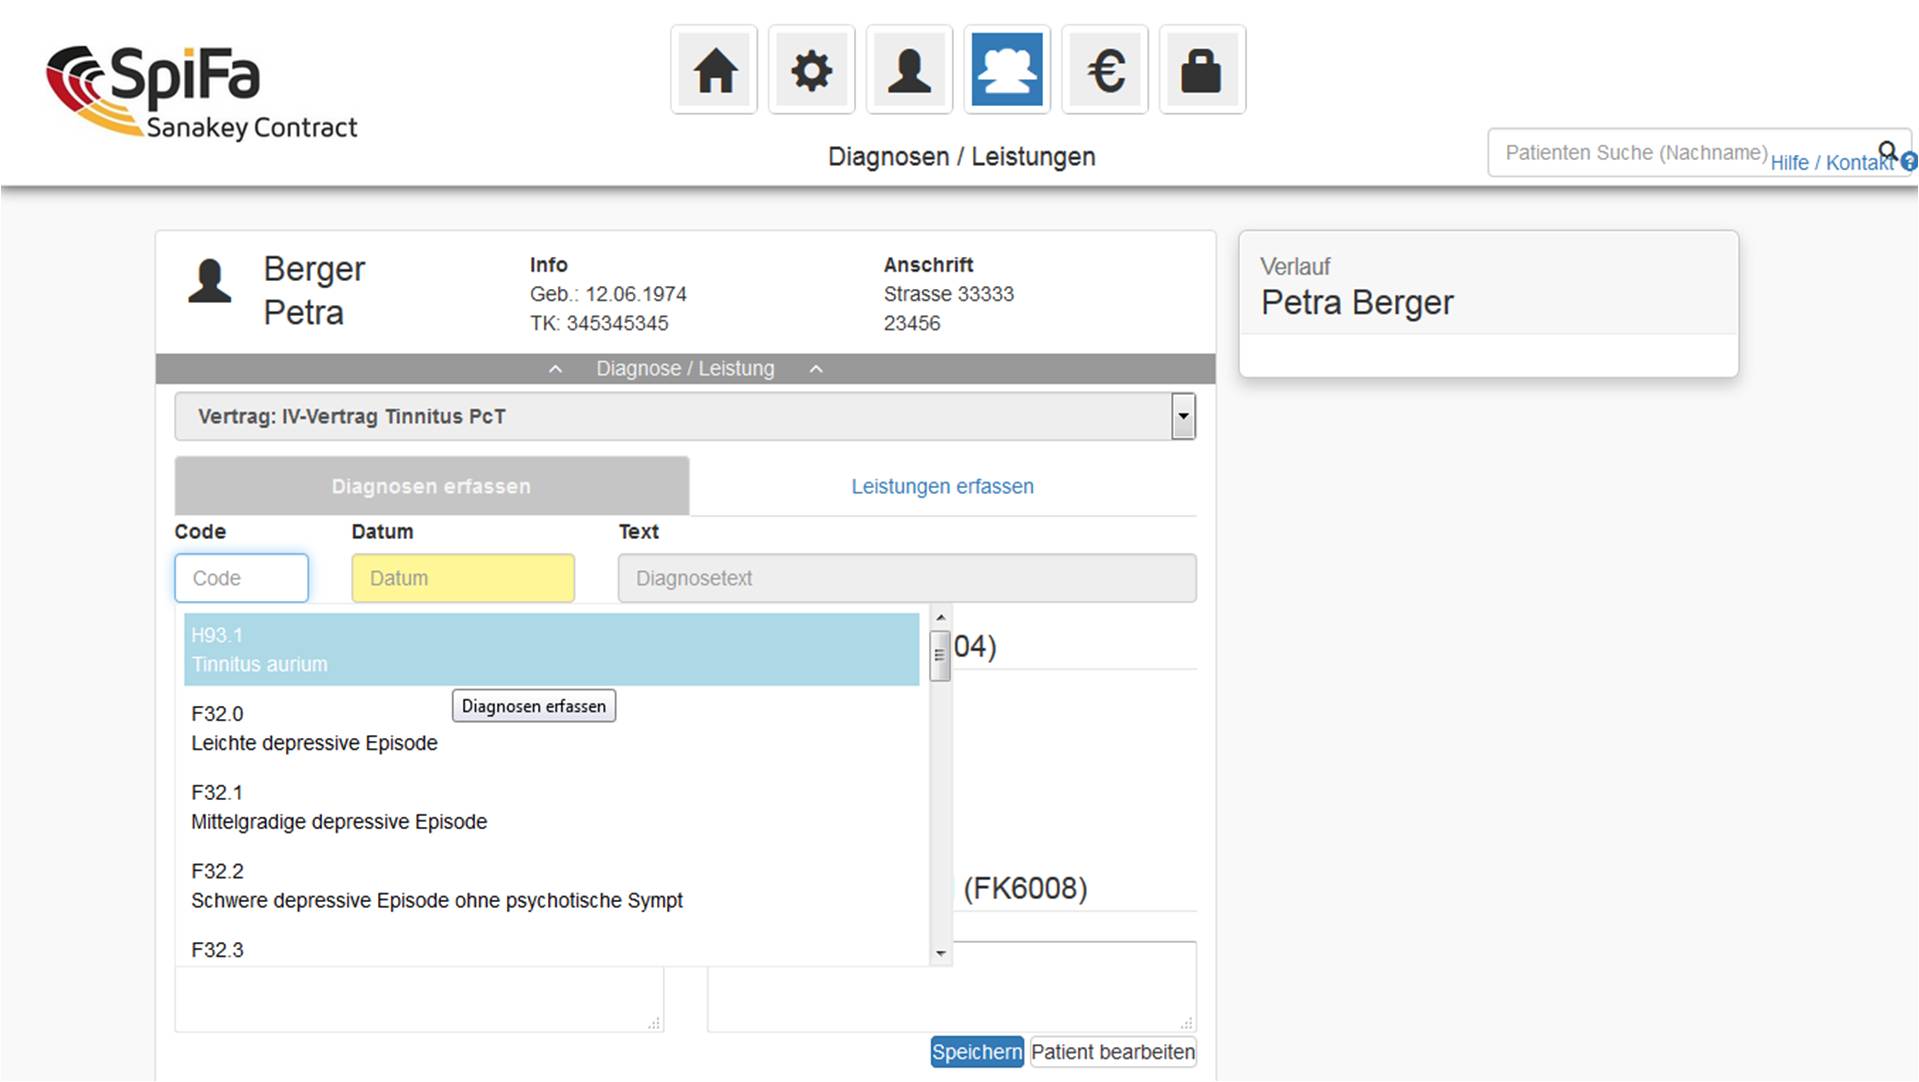 SpiFa
Sanakey Contract
Diagnosen / Leistungen
Patienten Suche (Nachname)
Hilfe / Kontakt ?
Berger
Petra
Info
Geb.: 12.06.1974
TK: 345345345
Anschrift
Strasse 33333
23456
Verlauf
Petra Berger
Diagnose / Leistung
Vertrag: IV-Vertrag Tinnitus PcT
Diagnosen erfassen
Leistungen erfassen
Code
Datum
Text
Code
Datum
Diagnosetext
H93.1
Tinnitus aurium
04)
Diagnosen erfassen
F32.0
Leichte depressive Episode
F32.1
Mittelgradige depressive Episode
F32.2
Schwere depressive Episode ohne psychotische Sympt
(FK6008)
F32.3
Speichern
Patient bearbeiten